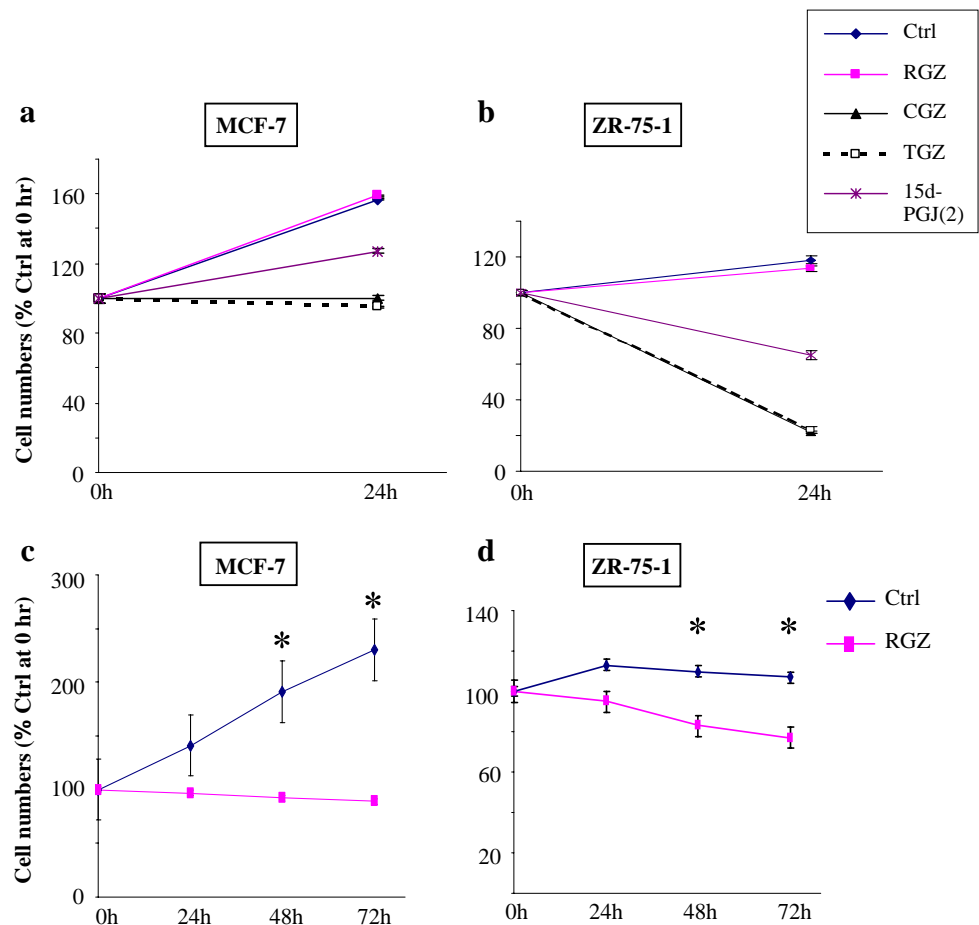 Ctrl
RGZ
CGZ
TGZ
15d-
PGJ(2)
a
MCF-7
b
ZR-75-1
Cell numbers (% Ctrl at 0 hr)
160
120
80
40
0
0h
24h
120
80
40
0
0h
24h
c
MCF-7
d
ZR-75-1
Ctrl
RGZ
Cell numbers (% Ctrl at 0 hr)
300
200
100
0
*
*
0h
24h
48h
72h
140
100
60
20
*
*
0h
24h
48h
72h